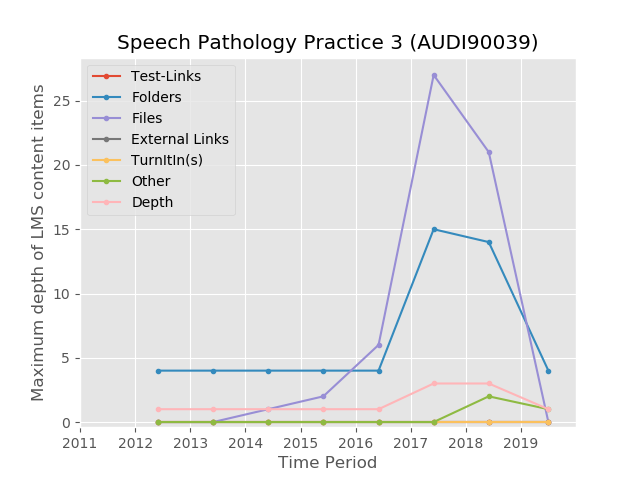 Speech Pathology Practice 3 (AUDI90039)
Test-Links
Folders
Files
External Links
TurnItIn(s)
Other
Depth
Maximum depth of LMS content items
25
20
15
10
5
0
2011 2012 2013 2014 2015 2016 2017 2018 2019
Time Period